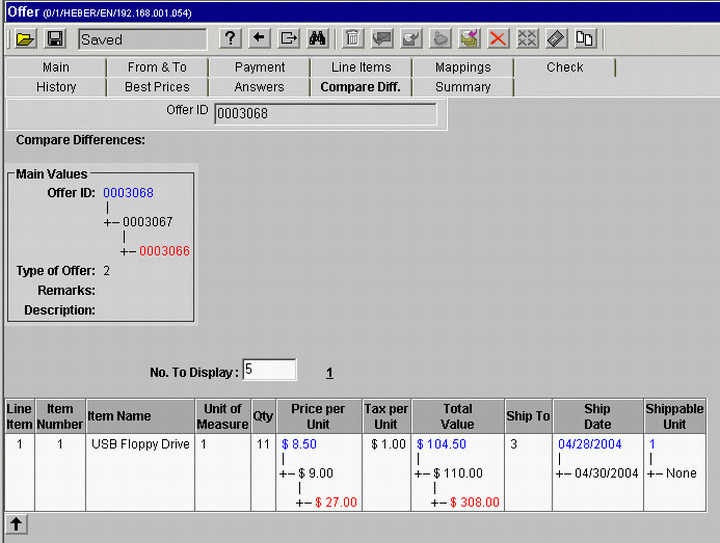 Offer (0/1/HEBER/EN/192.168.001.054)
Saved ?
Main From & To Payment Line Items Mappings Check
History Best Prices Answers Compare Diff. Summary
Offer ID 0003068
Compare Differences:
Main Values
Offer ID: 0003068
|
+– 0003067
|
+– 0003066
Type of Offer: 2
Remarks:
Description:
No. To Display: 5 1
Line Item Unit of Price per Tax per Total Ship Shippable
Item Number Item Name Measure Qty Unit Unit Value Ship To Date Unit
1 1 USB Floppy Drive 1 11 $ 8.50 $ 1.00 $ 104.50 3 04/28/2004 1
| | | |
+– $ 9.00 +– $ 110.00 +– 04/30/2004 +– None
| |
+– $ 27.00 +– $ 308.00